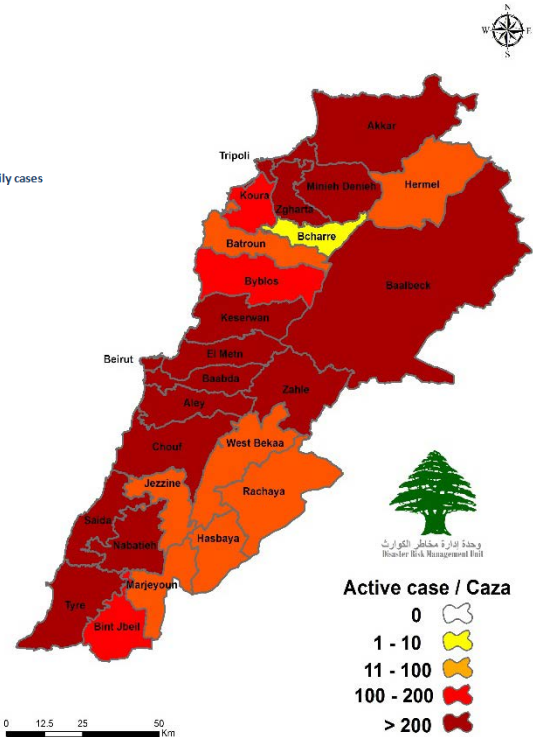 N
W E
S
ily cases
Akkar
Tripoli
Minieh Danieh
Hermel
Koura
Zgharta
Bcharre
Batroun
Baalbeck
Byblos
Keserwan
El Metn
Beirut
Baabda
Zahle
Aley
Chouf
West Bekaa
Jezzine
Rachaya
Saida
Hasbaya
Nabatieh
Marjeyoun
Tyre
Bint Jbeil
وحدة إدارة مخاطر الكوارث
Disaster Risk Management Unit
Active case / Caza
0
1 - 10
11 - 100
100 - 200
> 200
0 12.5 25 50
Km